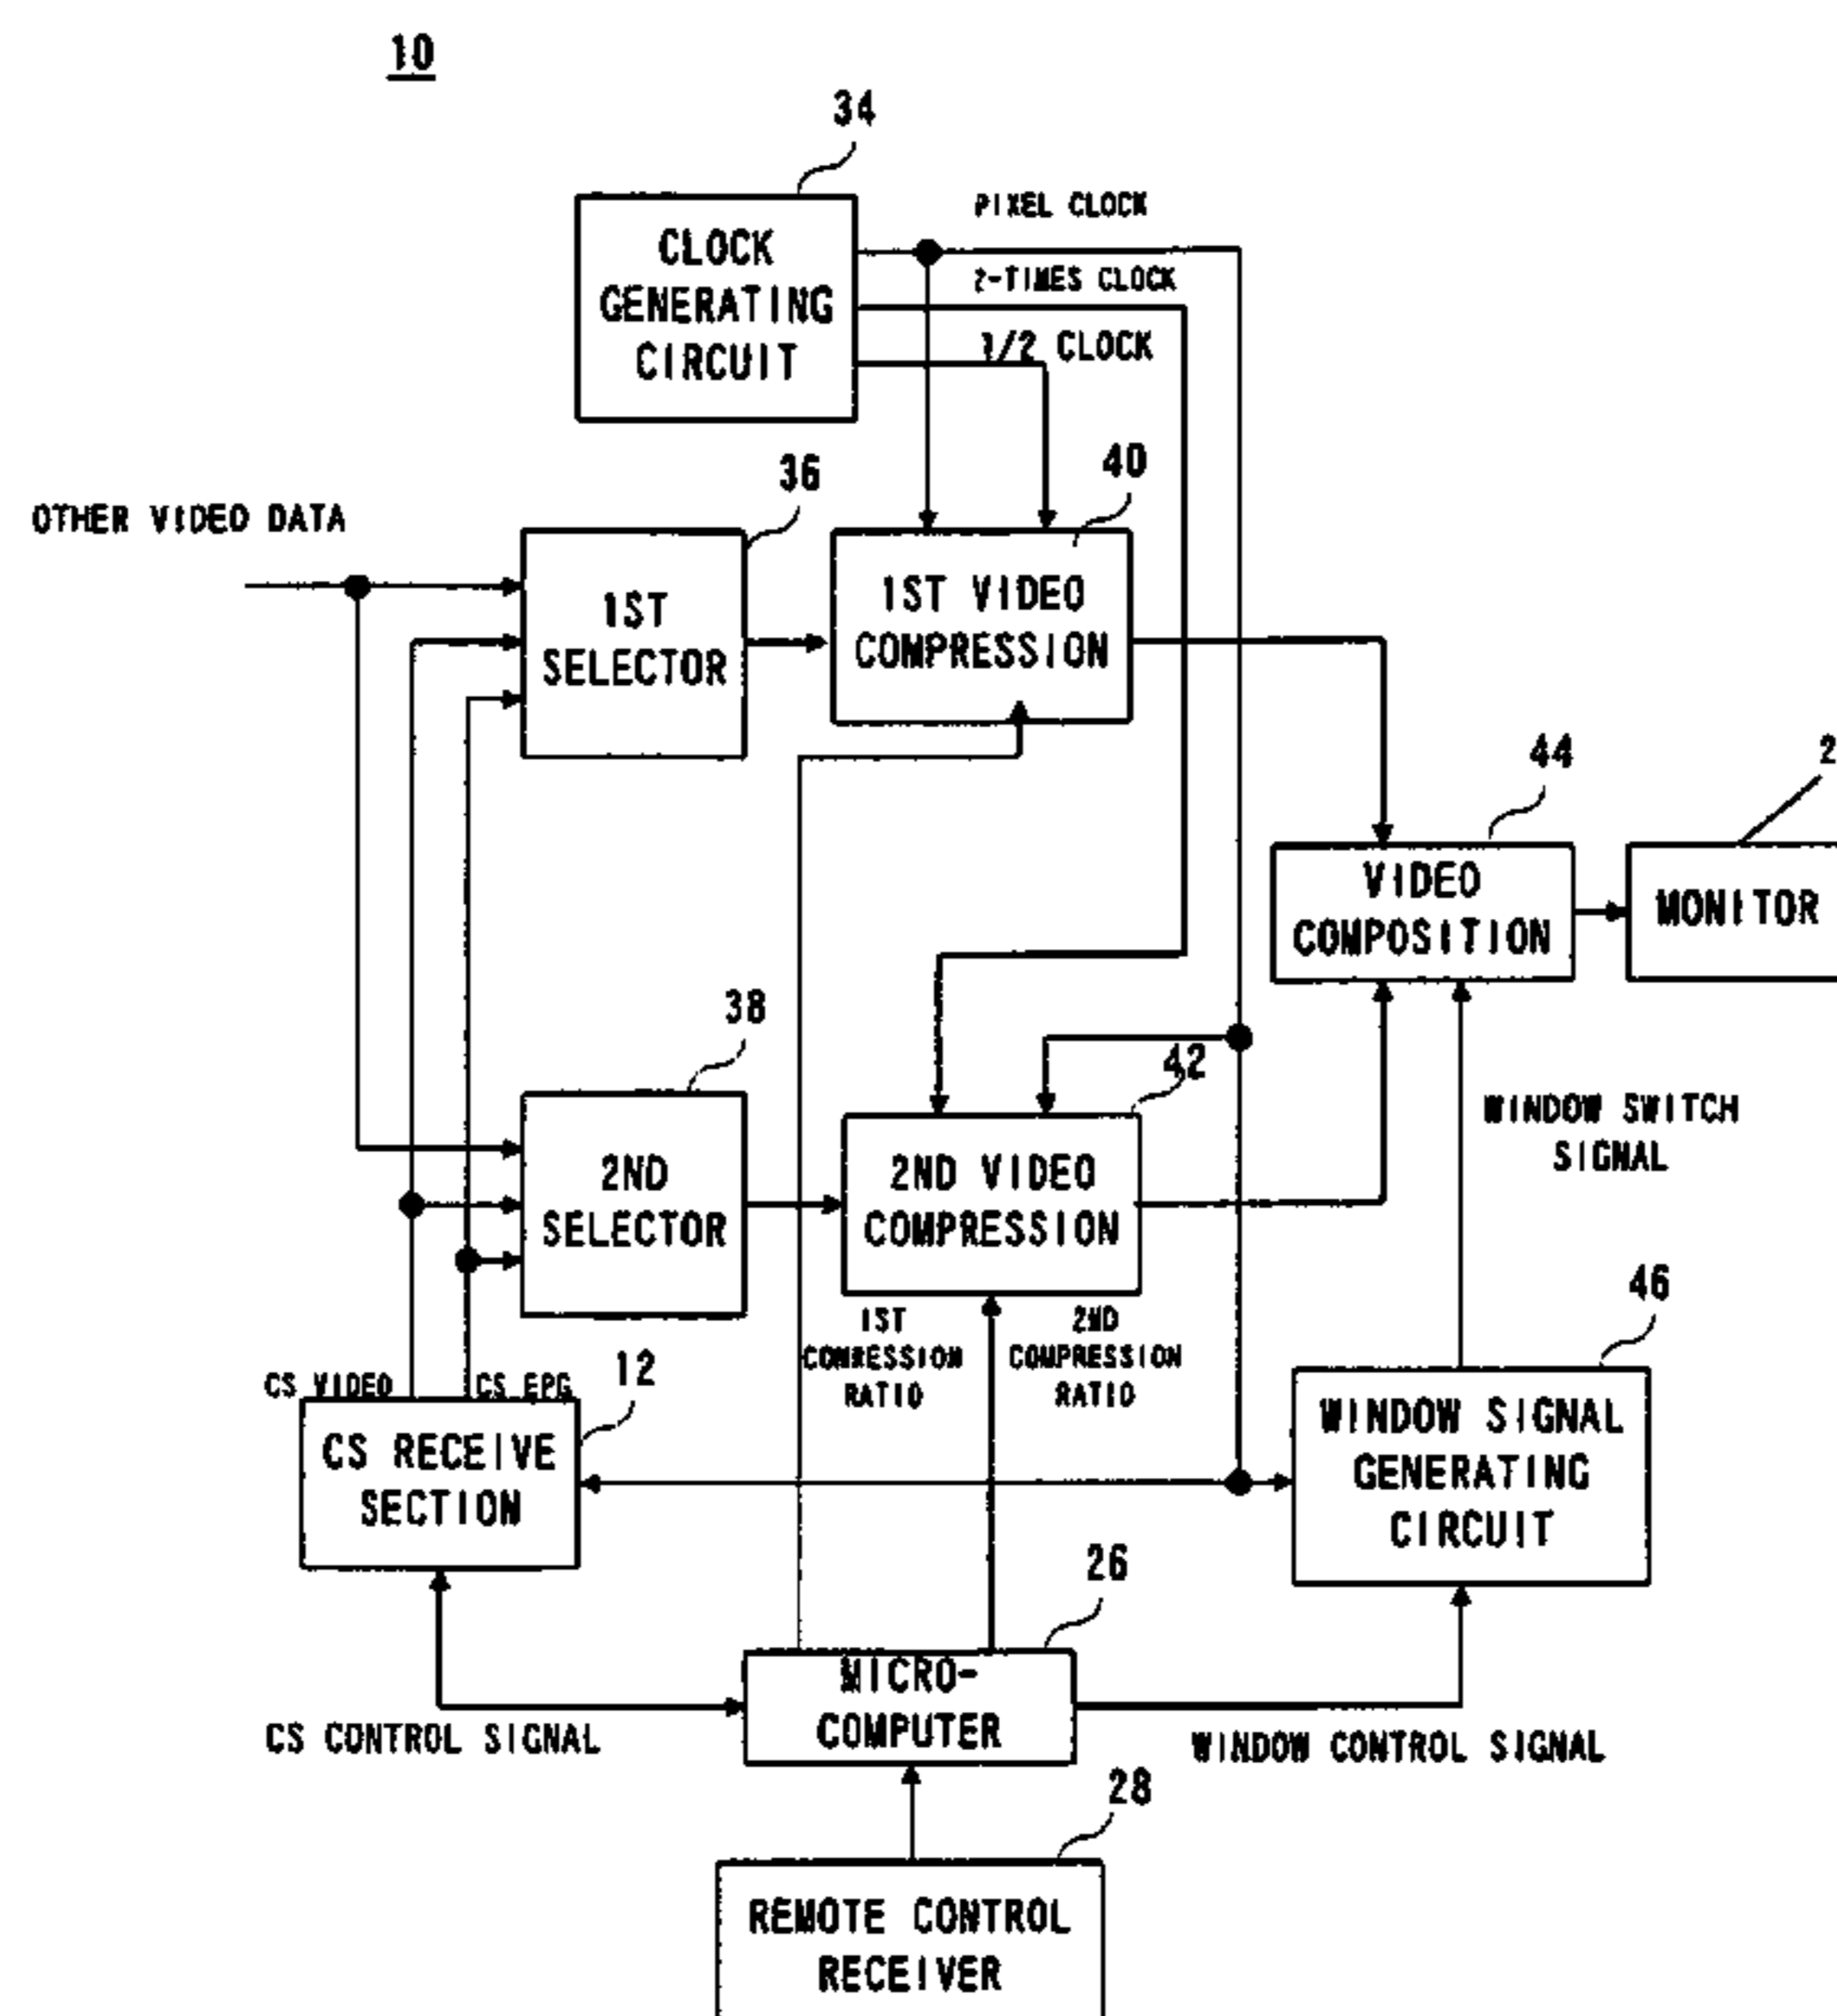 10
34
CLOCK
GENERATING
CIRCUIT
PIXEL CLOCK
2-TIMES CLOCK
1/2 CLOCK
OTHER VIDEO DATA
36
1ST
SELECTOR
40
1ST VIDEO
COMPRESSION
44
VIDEO
COMPOSITION
2
MONITOR
38
2ND
SELECTOR
42
2ND VIDEO
COMPRESSION
WINDOW SWITCH
SIGNAL
1ST
COMRESSION
RATIO
2ND
COMPRESSION
RATIO
46
WINDOW SIGNAL
GENERATING
CIRCUIT
CS VIDEO
CS EPG
12
CS RECEIVE
SECTION
26
MICRO-
COMPUTER
CS CONTROL SIGNAL
WINDOW CONTROL SIGNAL
28
REMOTE CONTROL
RECEIVER